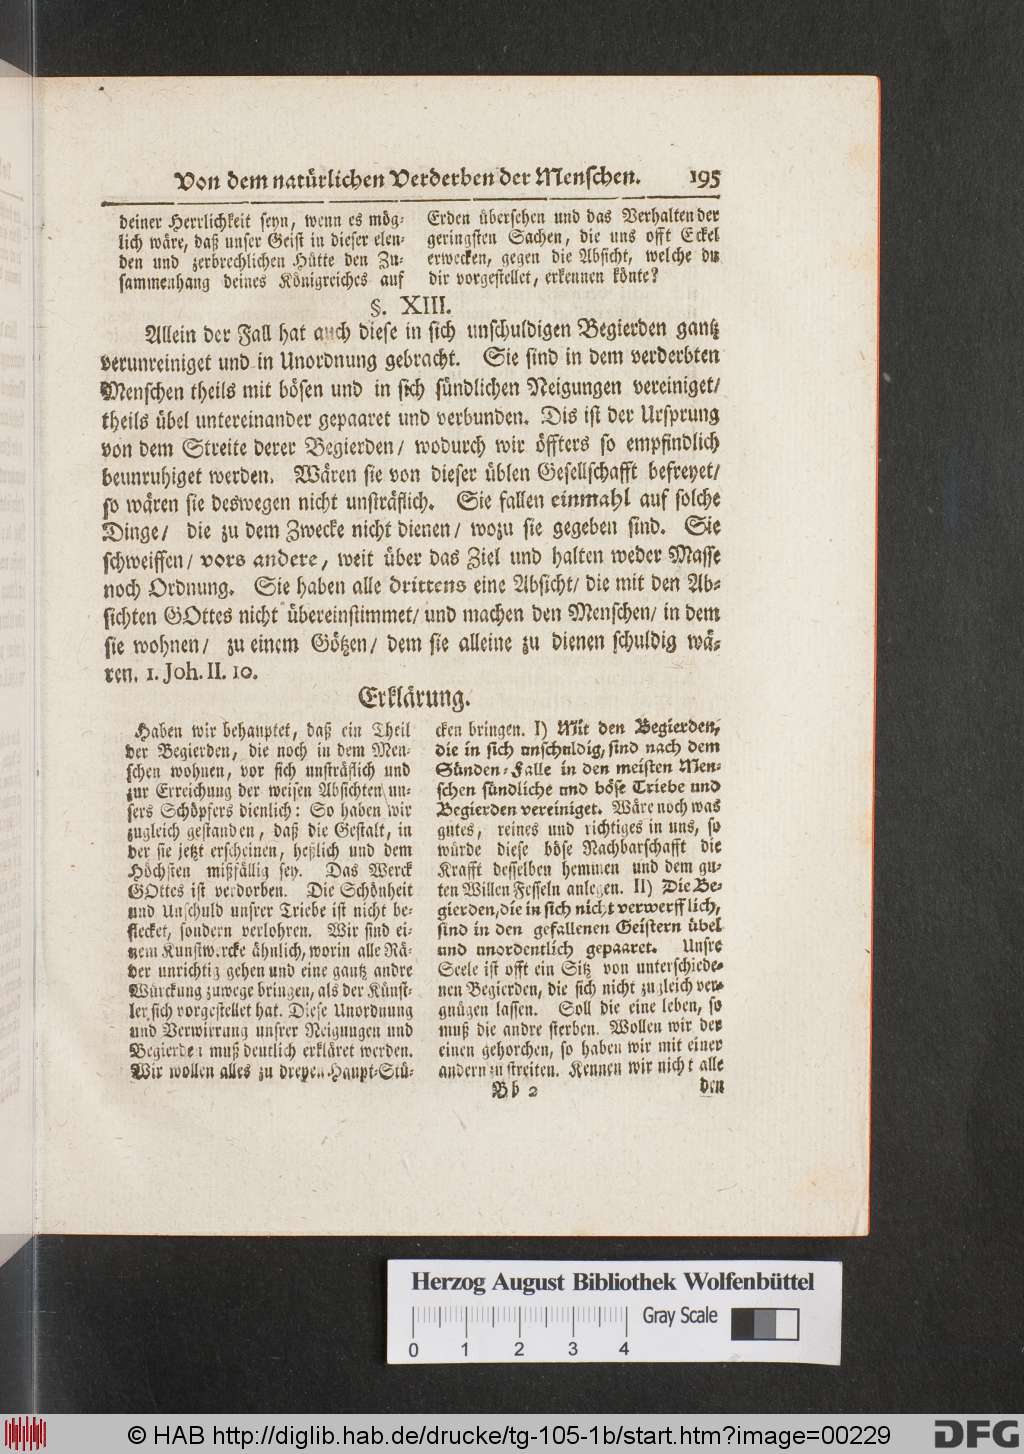 Von dem natürlichen Verderben der Menschen. 195
deiner Herrlichkeit seyn, wenn es mög-
lich wäre, daß unser Geist in dieser elen-
den und zerbrechlichen Hütte den Zu-
sammenhang deines Königreiches auf
Erden übersehen und das Verhalten der
geringsten Sachen, die uns offt Eckel
erwecken, gegen die Absicht, welche du
dir vorgestellet, erkennen könte?
§. XIII.
Allein der Fall hat auch diese in sich unschuldigen Begierden gantz
verunreiniget und in Unordnung gebracht. Sie sind in dem verderbten
Menschen theils mit bösen und in sich sündlichen Neigungen vereiniget/
theils übel untereinander gepaaret und verbunden. Dis ist der Ursprung
von dem Streite derer Begierden/ wodurch wir öffters so empfindlich
beunruhiget werden. Wären sie von dieser üblen Gesellschafft befreyet/
so wären sie deswegen nicht unsträflich. Sie fallen einmahl auf solche
Dinge/ die zu dem Zwecke nicht dienen/ wozu sie gegeben sind. Sie
schweiffen/ vors andere, weit über das Ziel und halten weder Masse
noch Ordnung. Sie haben alle drittens eine Absicht/ die mit den Ab-
sichten GOttes nicht übereinstimmet/ und machen den Menschen/ in dem
sie wohnen/ zu einem Götzen/ dem sie alleine zu dienen schuldig wä-
ren. 1. Joh. II. 10.
Erklärung.
Haben wir behauptet, daß ein Theil
der Begierden, die noch in dem Men-
schen wohnen, vor sich unsträflich und
zur Erreichung der weisen Absichten un-
sers Schöpfers dienlich: So haben wir
zugleich gestanden, daß die Gestalt, in
der sie jetzt erscheinen, heßlich und dem
Höchsten mißfällig sey. Das Werck
GOttes ist verdorben. Die Schönheit
und Unschuld unsrer Triebe ist nicht be-
flecket, sondern verlohren. Wir sind ei-
nem Kunstwercke ähnlich, worin alle Rä-
der unrichtig gehen und eine gantz andre
Würckung zuwege bringen, als der Künst-
ler sich vorgestellet hat. Diese Unordnung
und Verwirrung unsrer Neigungen und
Begierden muß deutlich erkläret werden.
Wir wollen alles zu dreyen Haupt-Stü-
cken bringen. I) Mit den Begierden,
die in sich unschuldig, sind nach dem
Sünden-Falle in den meisten Men-
schen sündliche und böse Triebe und
Begierden vereiniget. Wäre noch was
gutes, reines und richtiges in uns, so
würde diese böse Nachbarschafft die
Krafft desselben hemmen und dem gu-
ten Willen Fesseln anlegen. II) Die Be-
gierden, die in sich nicht verwerfflich,
sind in den gefallenen Geistern übel
und unordentlich gepaaret. Unsre
Seele ist offt ein Sitz von unterschiede-
nen Begierden, die sich nicht zugleich ver-
gnügen lassen. Soll die eine leben, so
muß die andre sterben. Wollen wir der
einen gehorchen, so haben wir mit einer
andern zu streiten. Kennen wir nicht alle
Bb 2 den
Herzog August Bibliothek Wolfenbüttel
Gray Scale
0 1 2 3 4
© HAB http://diglib.hab.de/drucke/tg-105-1b/start.htm?image=00229
DFG